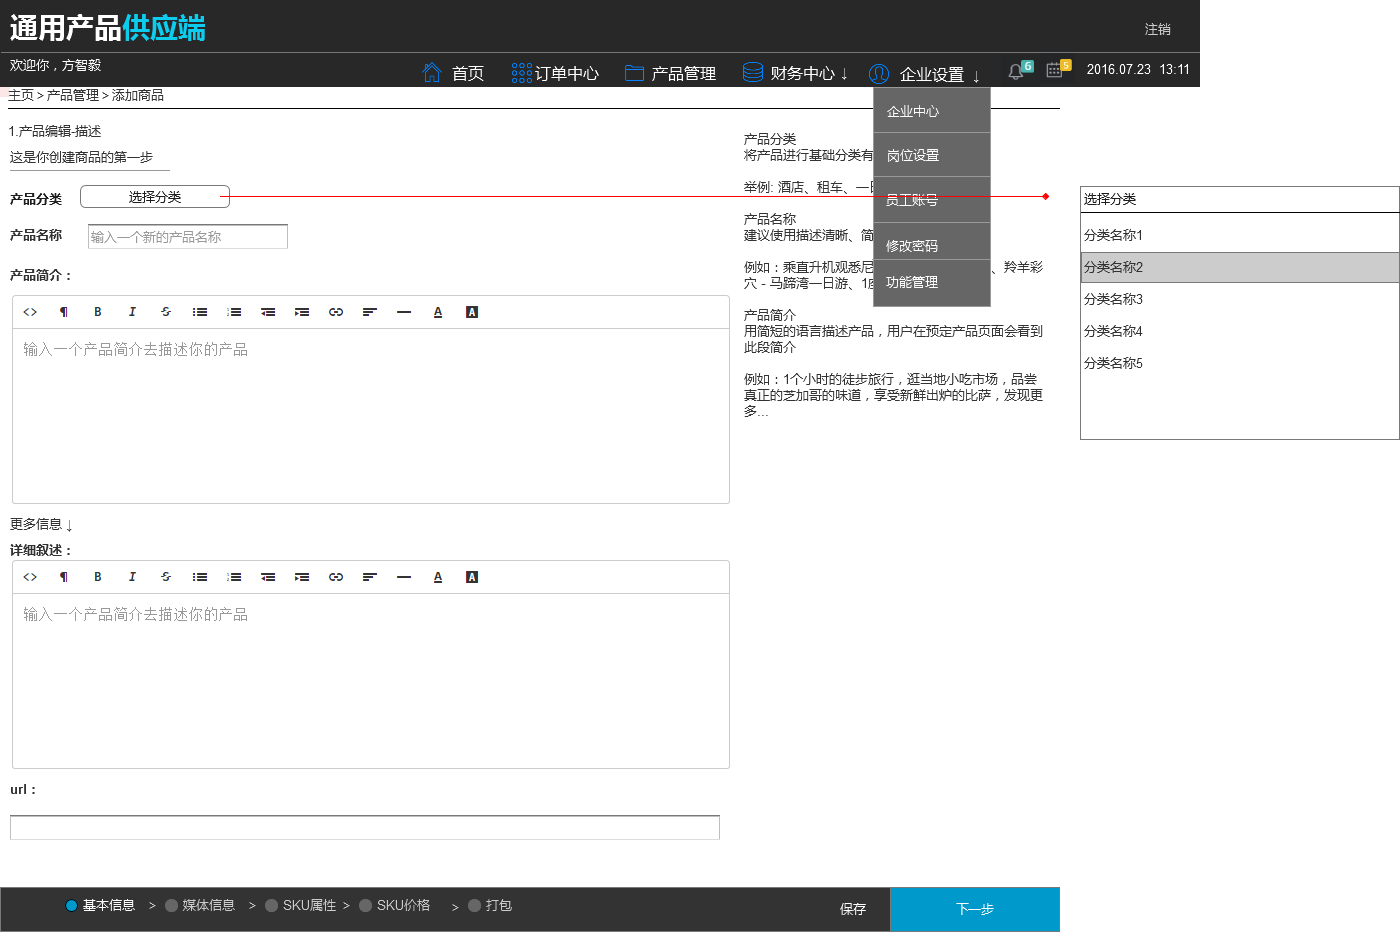 通用产品供应端
注销
欢迎你，方智毅
首页
订单中心
产品管理
财务中心 ↓
企业设置 ↓
6
5
2016.07.23 13:11
主页 > 产品管理 > 添加商品
企业中心
岗位设置
员工账号
修改密码
功能管理
1.产品编辑-描述
这是你创建商品的第一步
产品分类
选择分类
产品名称
输入一个新的产品名称
产品简介：
输入一个产品简介去描述你的产品
更多信息 ↓
详细叙述：
输入一个产品简介去描述你的产品
url：
产品分类
将产品进行基础分类有
举例: 酒店、租车、一
产品名称
建议使用描述清晰、简
例如：乘直升机观悉尼 、羚羊彩
穴 - 马蹄湾一日游、1
产品简介
用简短的语言描述产品，用户在预定产品页面会看到
此段简介
例如：1个小时的徒步旅行，逛当地小吃市场，品尝
真正的芝加哥的味道，享受新鲜出炉的比萨，发现更
多...
选择分类
分类名称1
分类名称2
分类名称3
分类名称4
分类名称5
基本信息 > 媒体信息 > SKU属性 > SKU价格 > 打包
保存
下一步